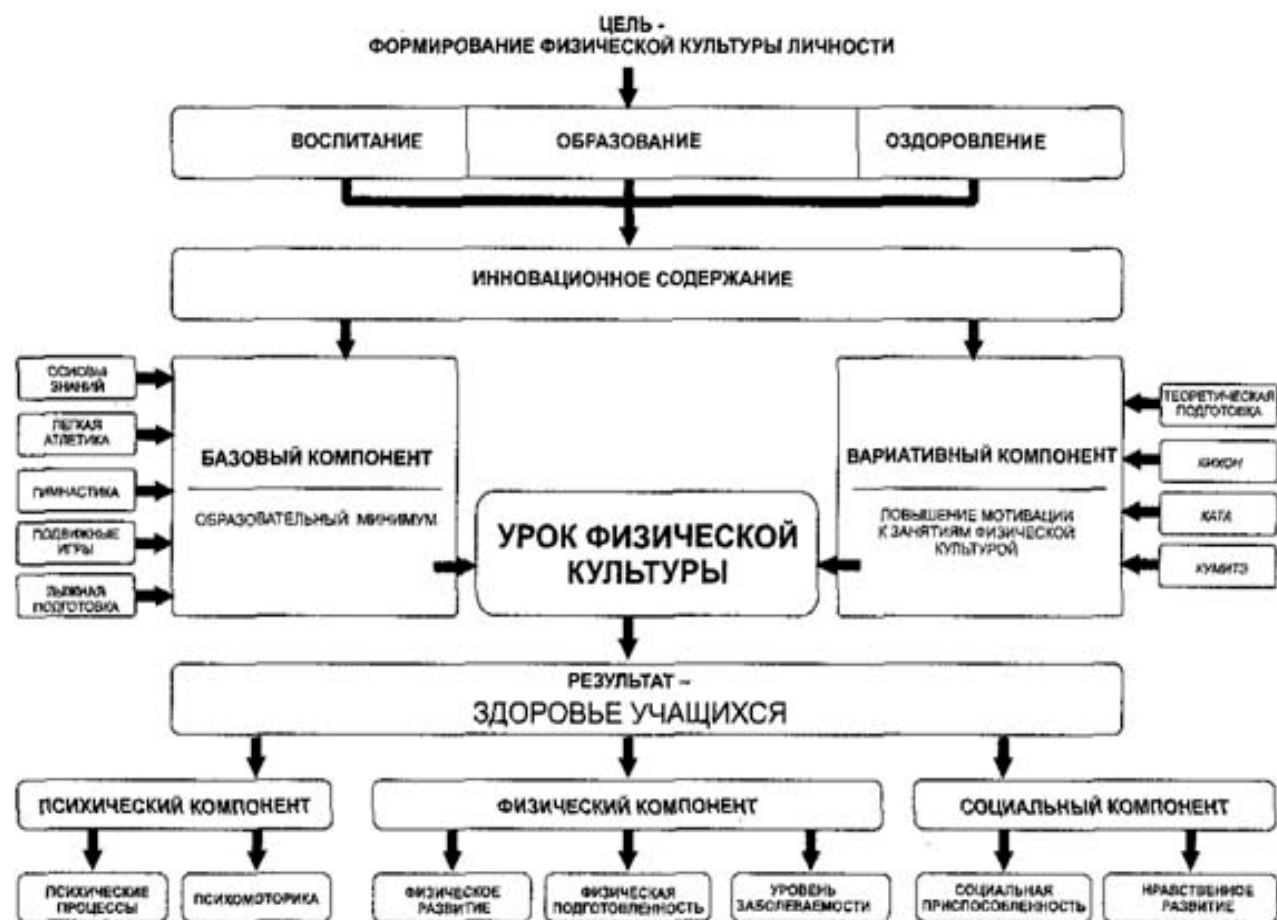 ЦЕЛЬ -
ФОРМИРОВАНИЕ ФИЗИЧЕСКОЙ КУЛЬТУРЫ ЛИЧНОСТИ
ВОСПИТАНИЕ
ОБРАЗОВАНИЕ
ОЗДОРОВЛЕНИЕ
ИННОВАЦИОННОЕ СОДЕРЖАНИЕ
ОСНОВЫ
ЗНАНИЙ
ЛЕГКАЯ
АТЛЕТИКА
ГИМНАСТИКА
ПОДВИЖНЫЕ
ИГРЫ
ЛЫЖНАЯ
ПОДГОТОВКА
БАЗОВЫЙ КОМПОНЕНТ
ОБРАЗОВАТЕЛЬНЫЙ МИНИМУМ
УРОК ФИЗИЧЕСКОЙ
КУЛЬТУРЫ
ВАРИАТИВНЫЙ КОМПОНЕНТ
ПОВЫШЕНИЕ МОТИВАЦИИ
К ЗАНЯТИЯМ ФИЗИЧЕСКОЙ
КУЛЬТУРОЙ
ТЕОРЕТИЧЕСКАЯ
ПОДГОТОВКА
КИХОН
КАТА
КУМИТЭ
РЕЗУЛЬТАТ –
ЗДОРОВЬЕ УЧАЩИХСЯ
ПСИХИЧЕСКИЙ КОМПОНЕНТ
ФИЗИЧЕСКИЙ КОМПОНЕНТ
СОЦИАЛЬНЫЙ КОМПОНЕНТ
ПСИХИЧЕСКИЕ
ПРОЦЕССЫ
ПСИХОМОТОРИКА
ФИЗИЧЕСКОЕ
РАЗВИТИЕ
ФИЗИЧЕСКАЯ
ПОДГОТОВЛЕННОСТЬ
УРОВЕНЬ
ЗАБОЛЕВАЕМОСТИ
СОЦИАЛЬНАЯ
ПРИСПОСОБЛЕННОСТЬ
НРАВСТВЕННОЕ
РАЗВИТИЕ